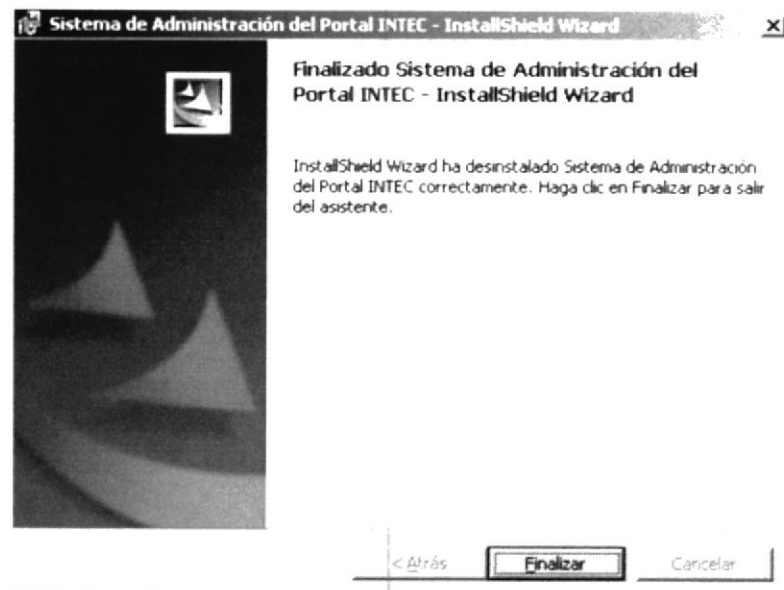 Sistema de Administración del Portal INTEC - InstallShield Wizard
Finalizado Sistema de Administración del
Portal INTEC - InstallShield Wizard
InstallShield Wizard ha desinstalado Sistema de Administración
del Portal INTEC correctamente. Haga clic en Finalizar para salir
del asistente.
< Atrás
Finalizar
Cancelar